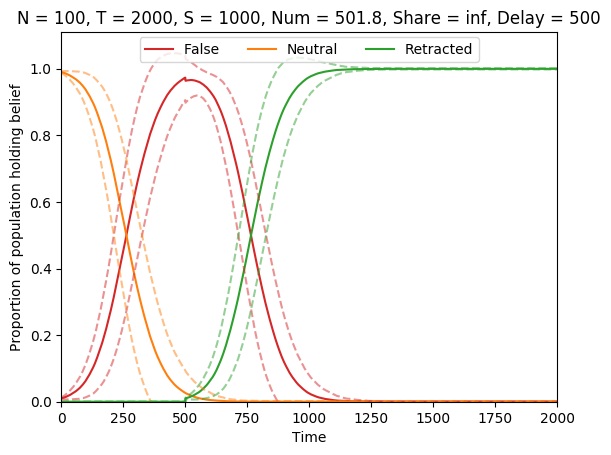 N = 100, T = 2000, S = 1000, Num = 501.8, Share = inf, Delay = 500
False Neutral Retracted
Proportion of population holding belief
1.0
0.8
0.6
0.4
0.2
0.0
0 250 500 750 1000 1250 1500 1750 2000
Time